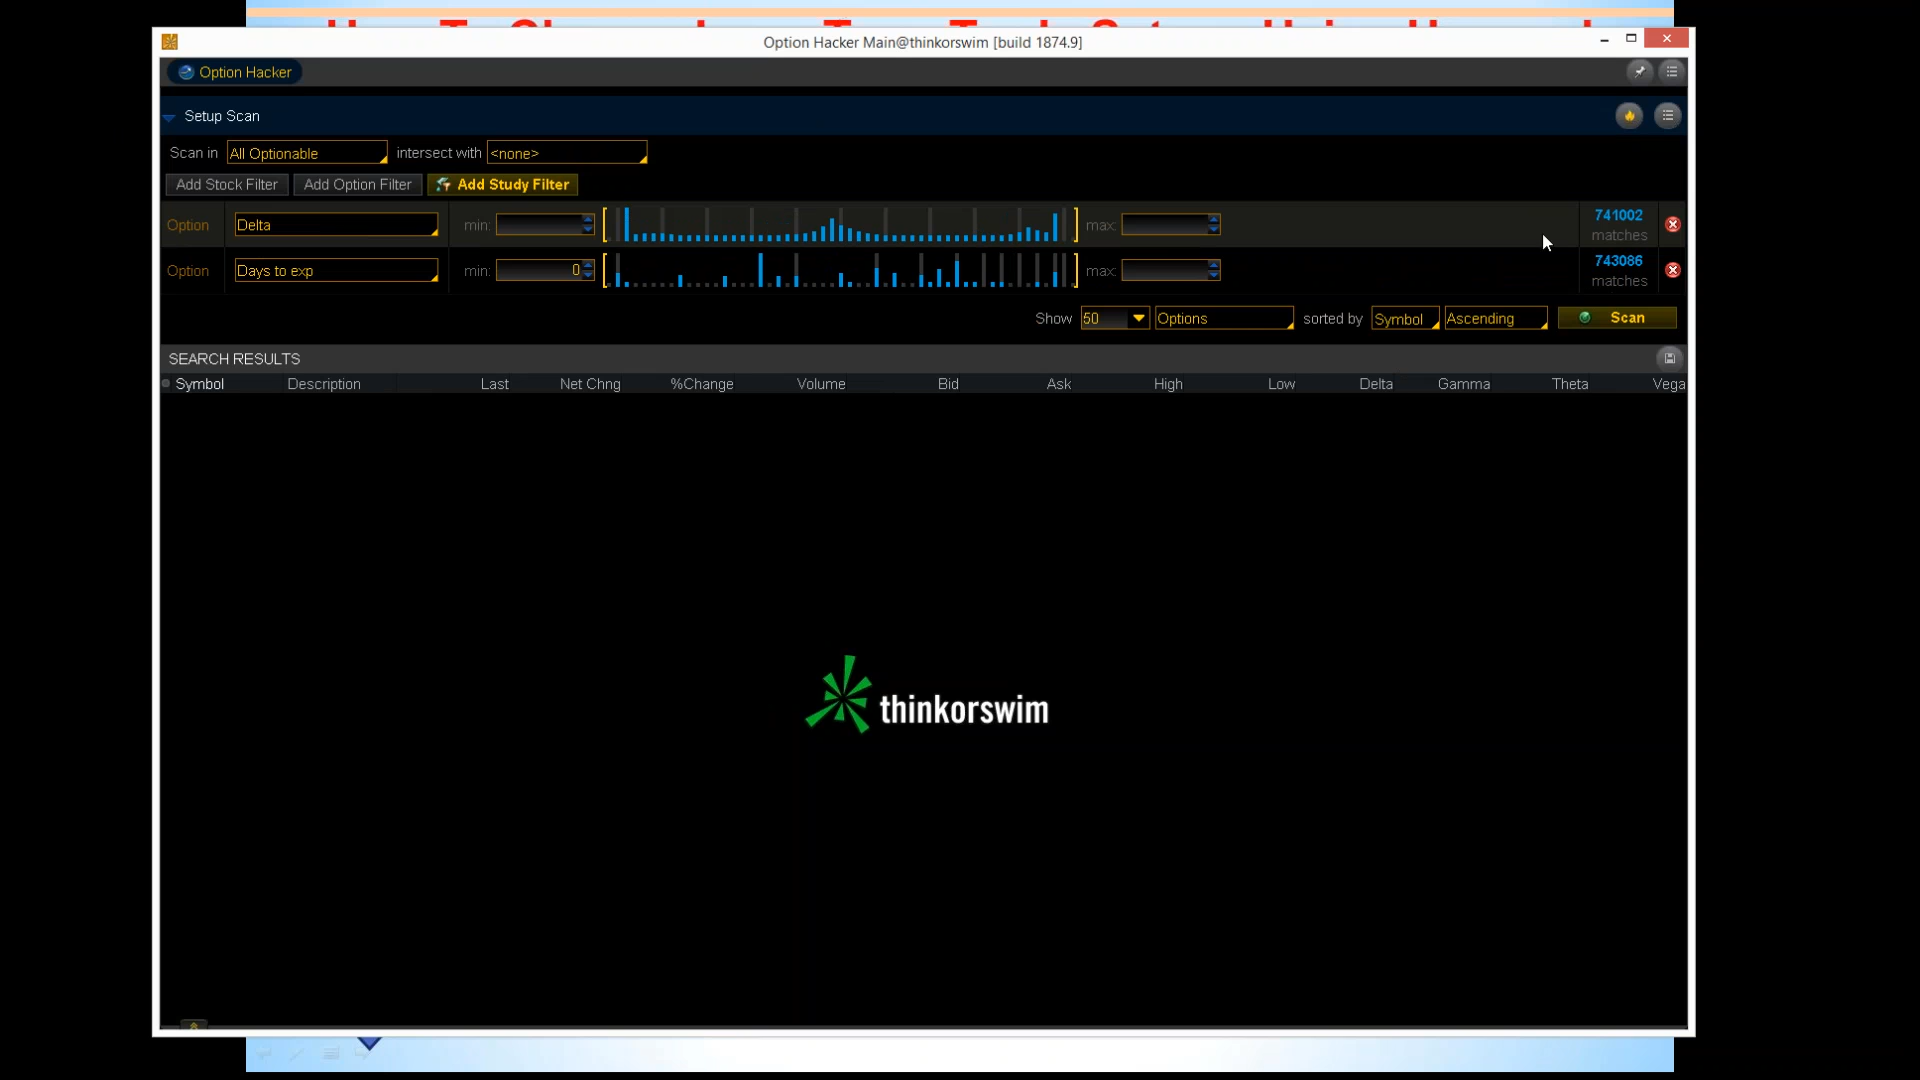 Option Hacker Main@thinkorswim [build 1874.9]
Option Hacker
Setup Scan
Scan in All Optionable intersect with <none>
Add Stock Filter Add Option Filter Add Study Filter
Option Delta min: max: 741002 matches
Option Days to exp min: 0 max: 743086 matches
Show 50 Options sorted by Symbol Ascending Scan
SEARCH RESULTS
Symbol Description Last Net Chng %Change Volume Bid Ask High Low Delta Gamma Theta Vega
thinkorswim